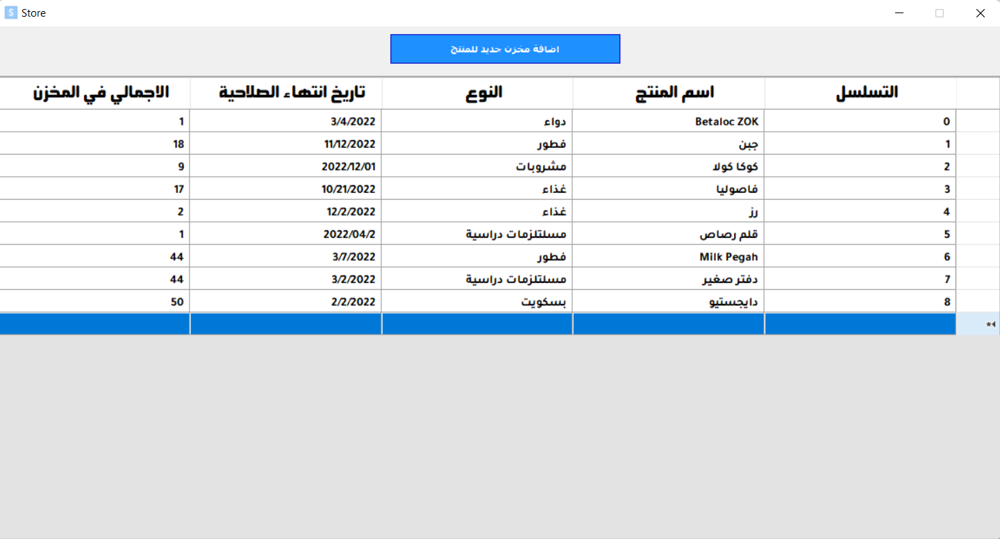 Store
اضافة مخزن جديد للمنتج
التسلسل اسم المنتج النوع تاريخ انتهاء الصلاحية الاجمالي في المخزن
0 Betaloc ZOK دواء 3/4/2022 1
1 جبن فطور 11/12/2022 18
2 كوكا كولا مشروبات 2022/12/01 9
3 فاصوليا غذاء 10/21/2022 17
4 رز غذاء 12/2/2022 2
5 قلم رصاص مسلتلزمات دراسية 2022/04/2 1
6 Milk Pegah فطور 3/7/2022 44
7 دفتر صغير مسلتلزمات دراسية 3/2/2022 44
8 دايجستيو بسكويت 2/2/2022 50